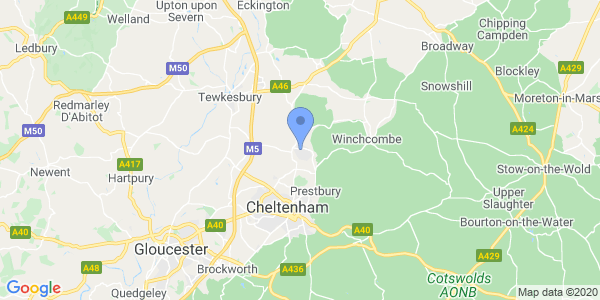 A449
Welland
Upton upon
Severn
Eckington
Chipping
Campden
Ledbury
Broadway
A429
M50
A46
Blockley
Snowshill
Tewkesbury
Moreton-in-Mars
Redmarley
D'Abitot
M50
Winchcombe
A424
M5
A417
Newent
Hartpury
Stow-on-the-Wold
Prestbury
Upper
Slaughter
Cheltenham
A40
A40
A40
Bourton-on-the-Water
Gloucester
A429
A48
Brockworth
A436
Cotswolds
AONB
Quedgeley
Google
Map data ©2020